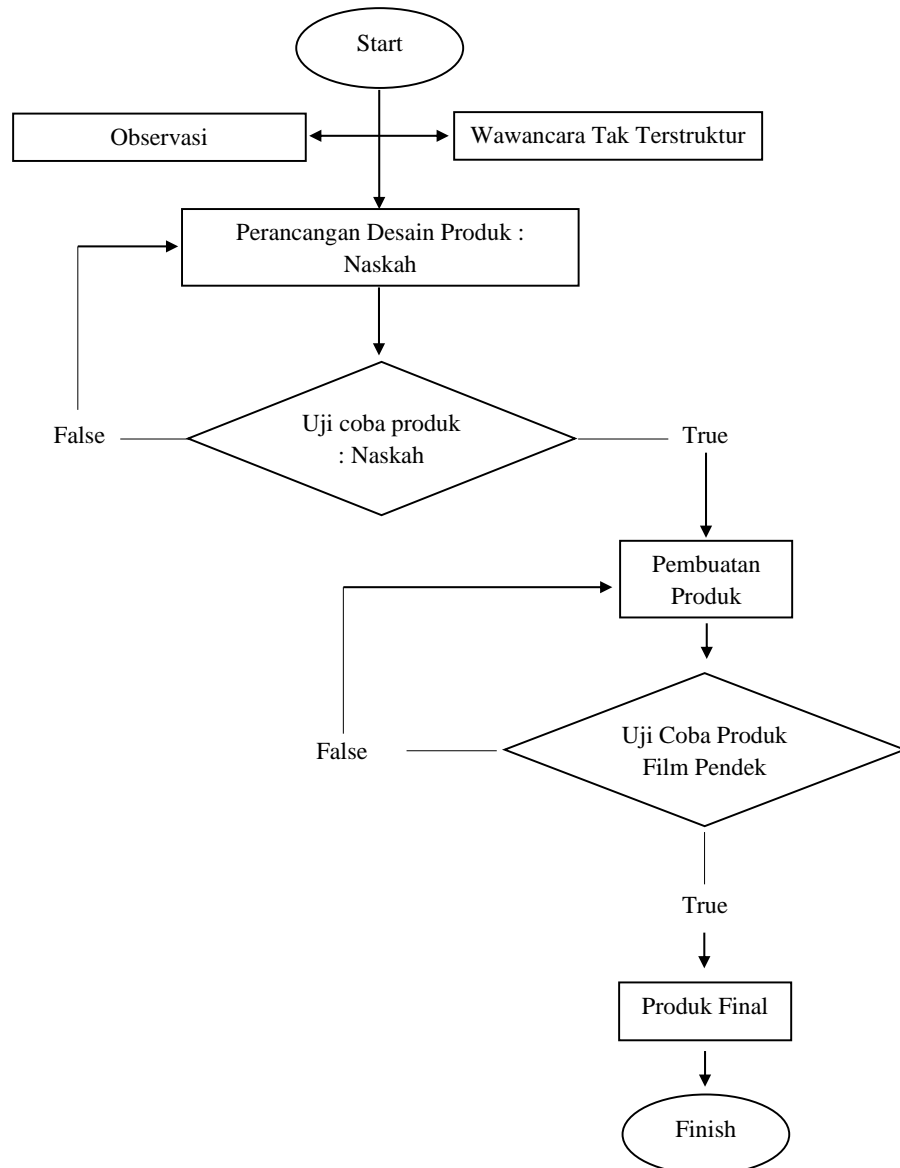 Start
Observasi
Wawancara Tak Terstruktur
Perancangan Desain Produk :
Naskah
Uji coba produk
: Naskah
False
True
Pembuatan
Produk
Uji Coba Produk
Film Pendek
False
True
Produk Final
Finish